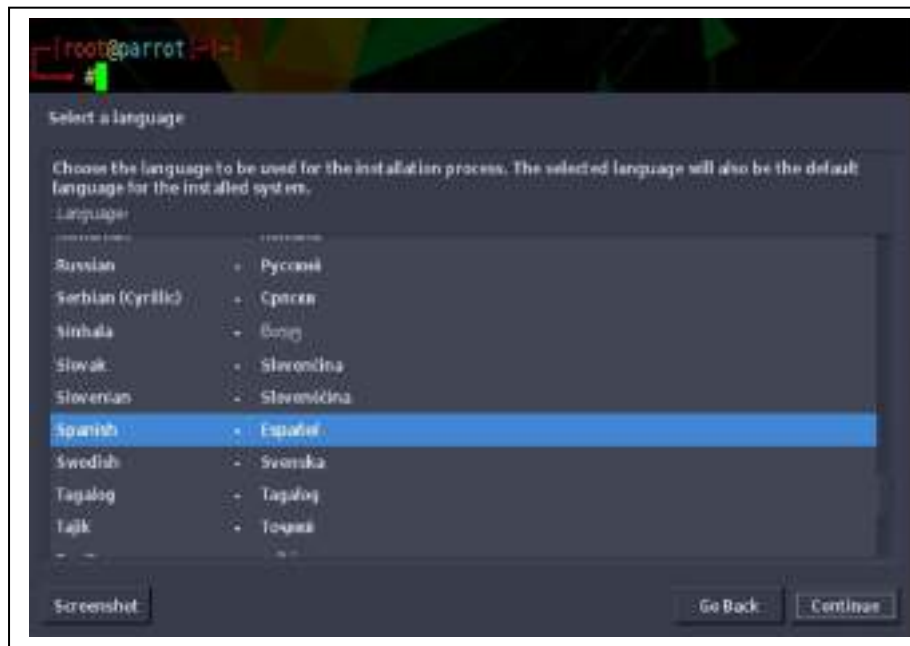 [root@parrot]-[~]
#
Select a language
Choose the language to be used for the installation process. The selected language will also be the default
language for the installed system.
Language:
Russian - Русский
Serbian (Cyrillic) - Српски
Sinhala -
Slovak - Slovenčina
Slovenian - Slovenščina
Spanish - Español
Swedish - Svenska
Tagalog - Tagalog
Tajik - Тоҷикӣ
Screenshot Go Back Continue